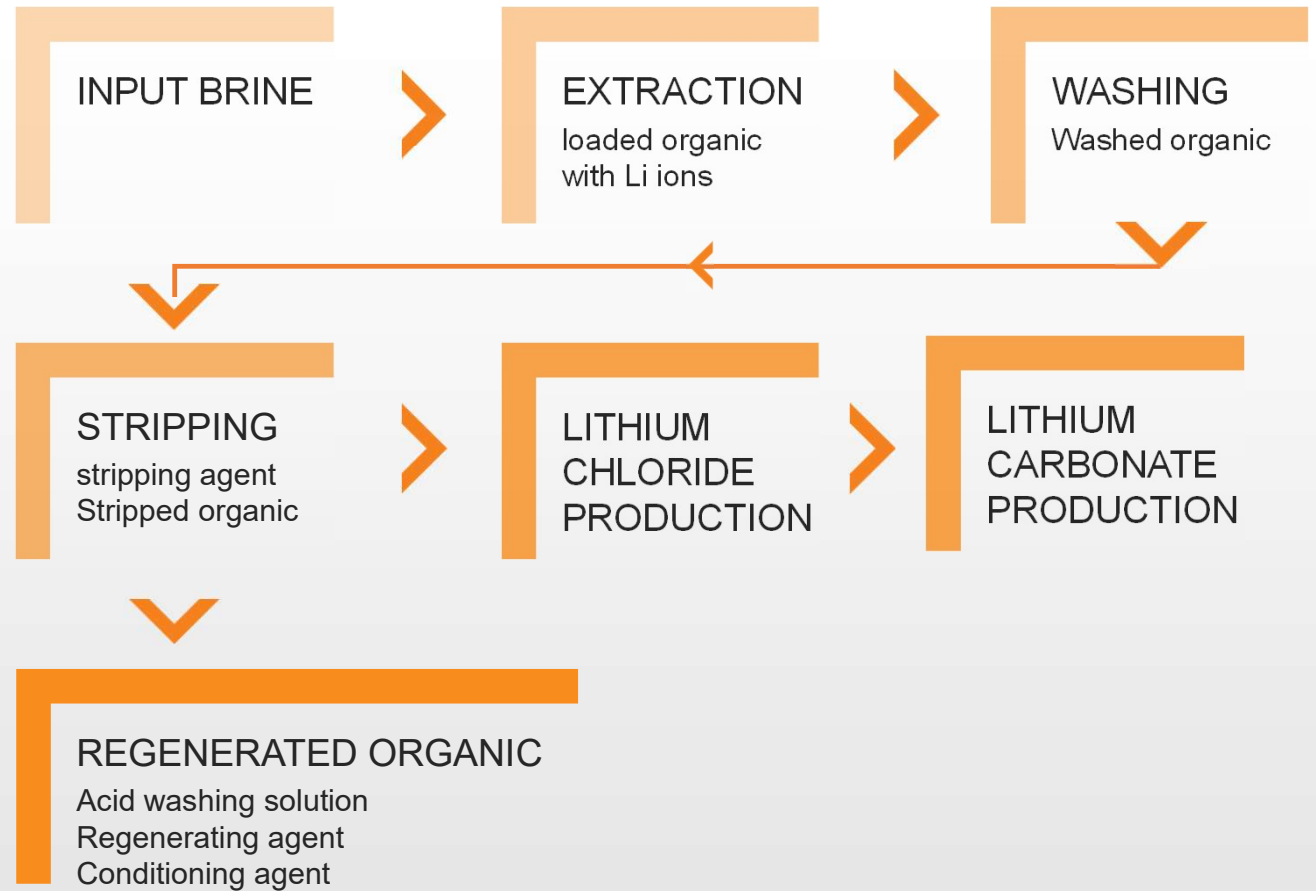 INPUT BRINE
EXTRACTION
loaded organic
with Li ions
WASHING
Washed organic
STRIPPING
stripping agent
Stripped organic
LITHIUM
CHLORIDE
PRODUCTION
LITHIUM
CARBONATE
PRODUCTION
REGENERATED ORGANIC
Acid washing solution
Regenerating agent
Conditioning agent